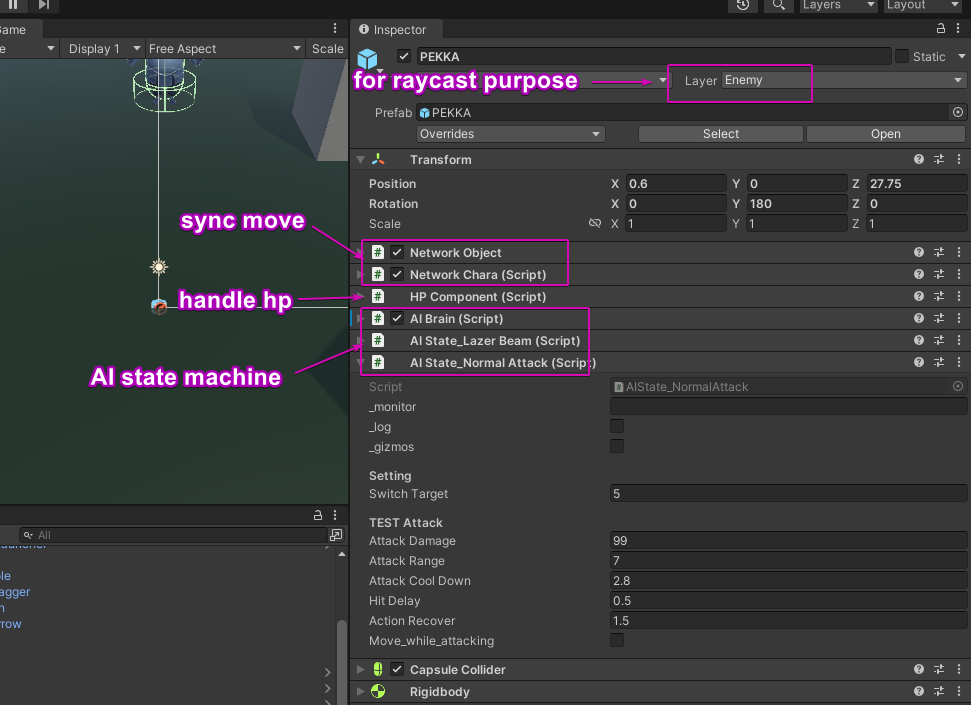 Layers
Layout
ame
Inspector
e
Display 1
Free Aspect
Scale
PEKKA
Static
for raycast purpose
Layer
Enemy
Prefab
PEKKA
Overrides
Select
Open
Transform
Position
X
0.6
Y
0
Z
27.75
Rotation
X
0
Y
180
Z
0
Scale
X
1
Y
1
Z
1
sync move
# Network Object
# Network Chara (Script)
handle hp
# HP Component (Script)
# AI Brain (Script)
# AI State_Lazer Beam (Script)
AI state machine
# AI State_Normal Attack (Script)
Script
# AIState_NormalAttack
_monitor
_log
_gizmos
Setting
Switch Target
5
All
TEST Attack
Attack Damage
99
Attack Range
7
Attack Cool Down
2.8
Hit Delay
0.5
Action Recover
1.5
Move_while_attacking
ole
agger
n
rrow
Capsule Collider
Rigidbody